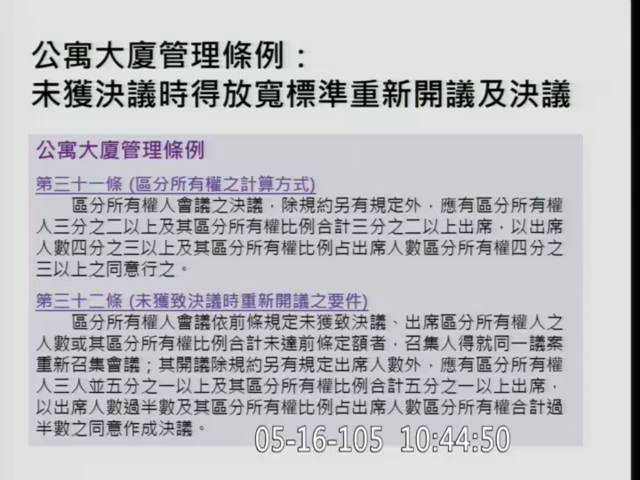 公寓大廈管理條例：
未獲決議時得放寬標準重新開議及決議
公寓大廈管理條例
第三十一條 (區分所有權之計算方式)
區分所有權人會議之決議，除規約另有規定外，應有區分所有權
人三分之二以上及其區分所有權比例合計三分之二以上出席，以出席
人數四分之三以上及其區分所有權比例占出席人數區分所有權四分之
三以上之同意行之。
第三十二條 (未獲致決議時重新開議之要件)
區分所有權人會議依前條規定未獲致決議、出席區分所有權人之
人數或其區分所有權比例合計未達前條定額者，召集人得就同一議案
重新召集會議；其開議除規約另有規定出席人數外，應有區分所有權
人三人並五分之一以上及其區分所有權比例合計五分之一以上出席，
以出席人數過半數及其區分所有權比例占出席人數區分所有權合計過
半數之同意作成決議。
05-16-105 10:44:50